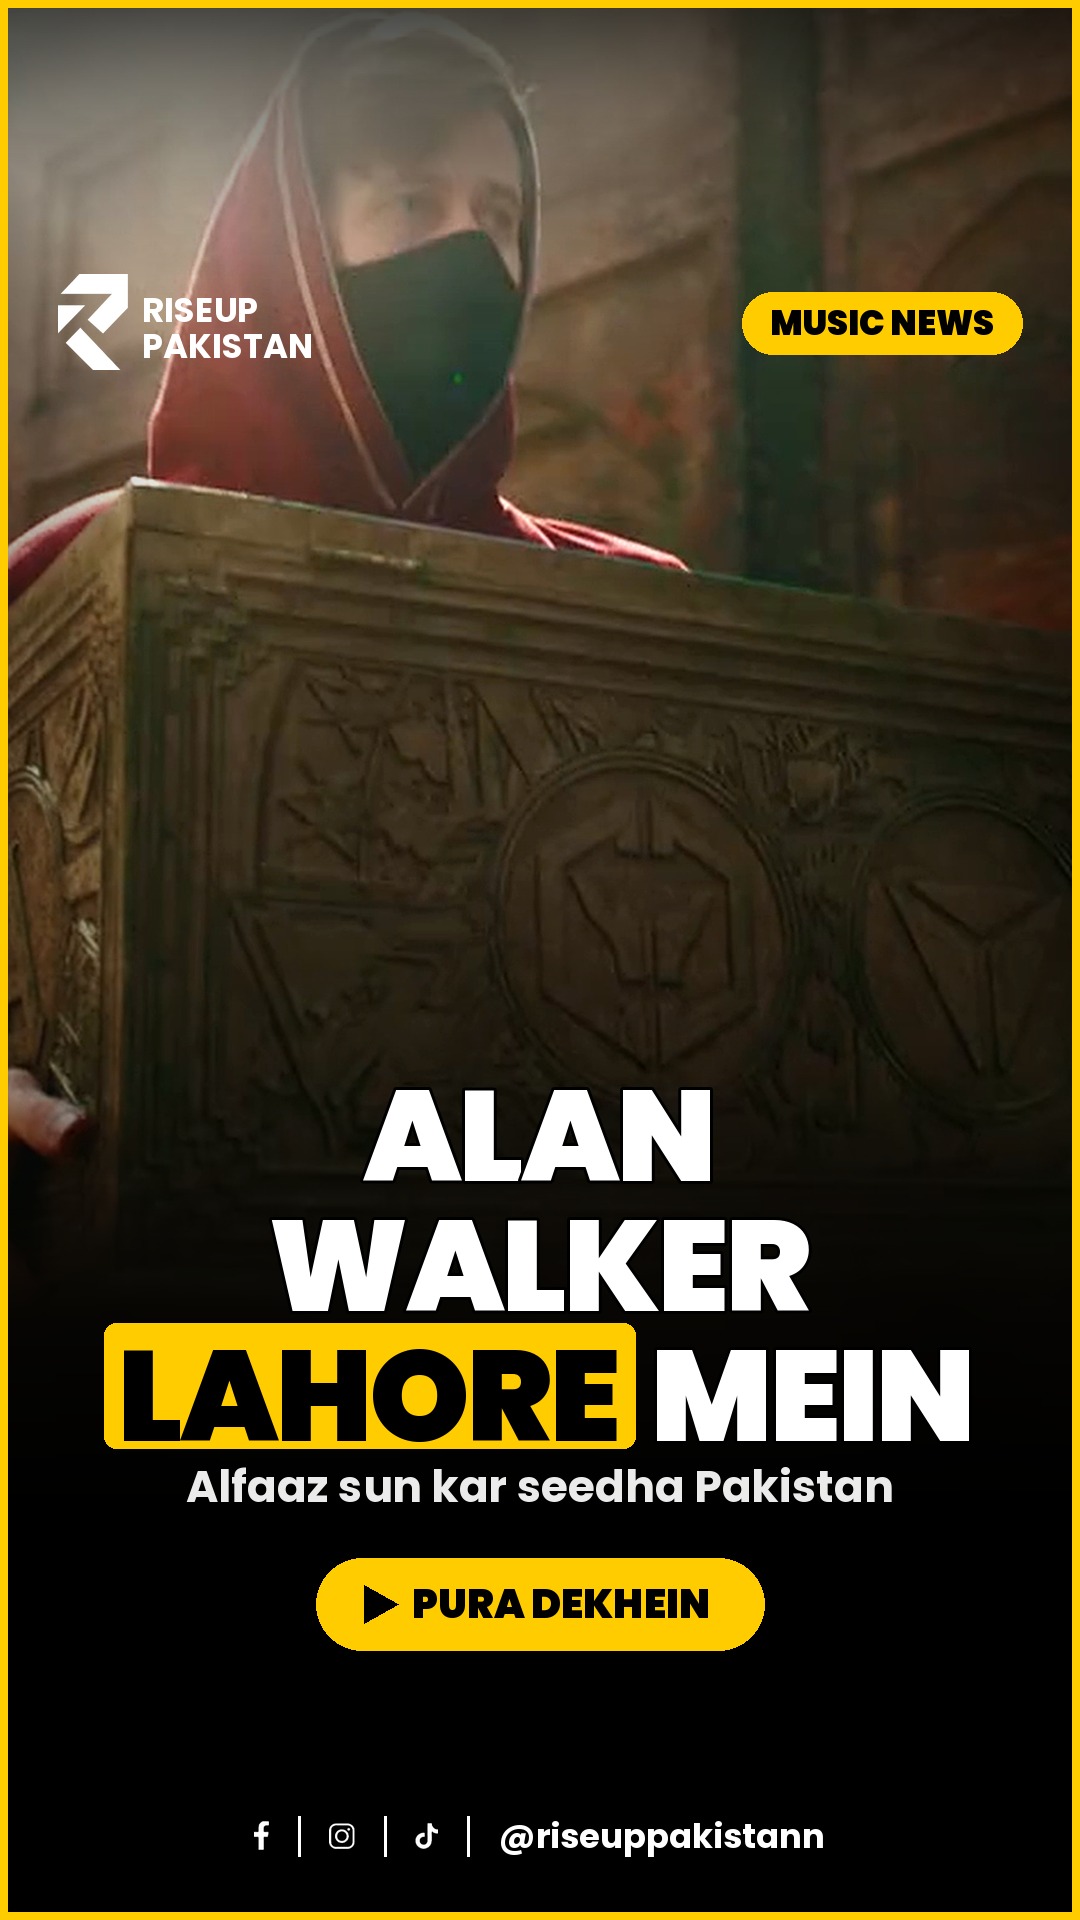 RISEUP
PAKISTAN
MUSIC NEWS
ALAN
WALKER
LAHORE MEIN
Alfaaz sun kar seedha Pakistan
PURA DEKHEIN
@riseuppakistann